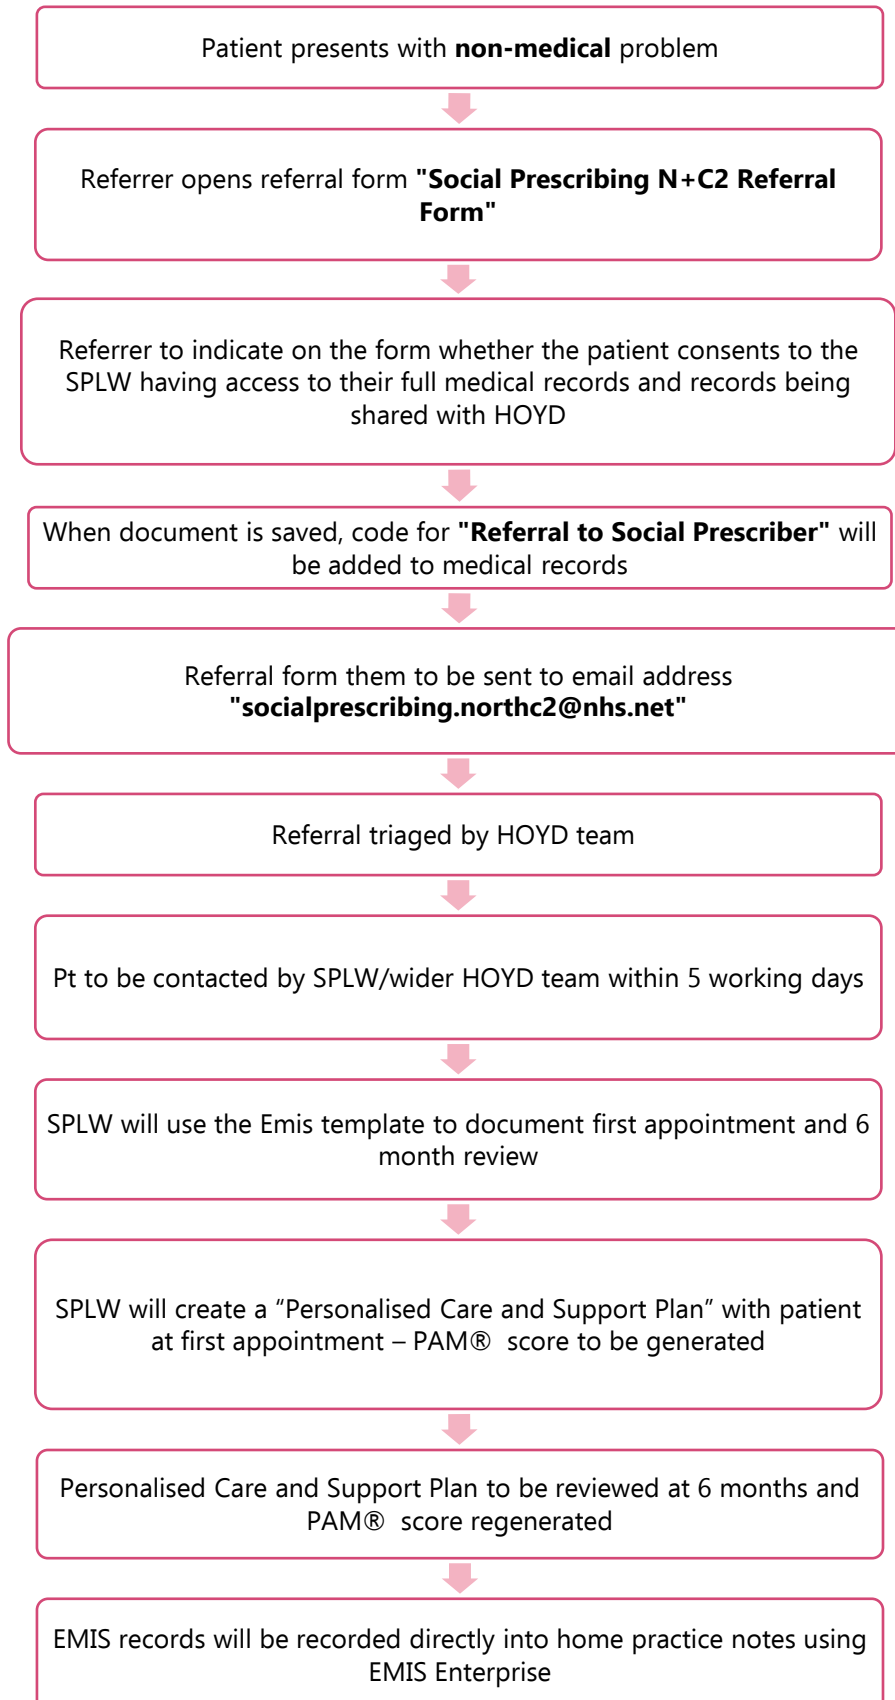 Patient presents with non-medical problem
Referrer opens referral form "Social Prescribing N+C2 Referral
Form"
Referrer to indicate on the form whether the patient consents to the
SPLW having access to their full medical records and records being
shared with HOYD
When document is saved, code for "Referral to Social Prescriber" will
be added to medical records
Referral form them to be sent to email address
"socialprescribing.northc2@nhs.net"
Referral triaged by HOYD team
Pt to be contacted by SPLW/wider HOYD team within 5 working days
SPLW will use the Emis template to document first appointment and 6
month review
SPLW will create a “Personalised Care and Support Plan” with patient
at first appointment – PAM® score to be generated
Personalised Care and Support Plan to be reviewed at 6 months and
PAM® score regenerated
EMIS records will be recorded directly into home practice notes using
EMIS Enterprise